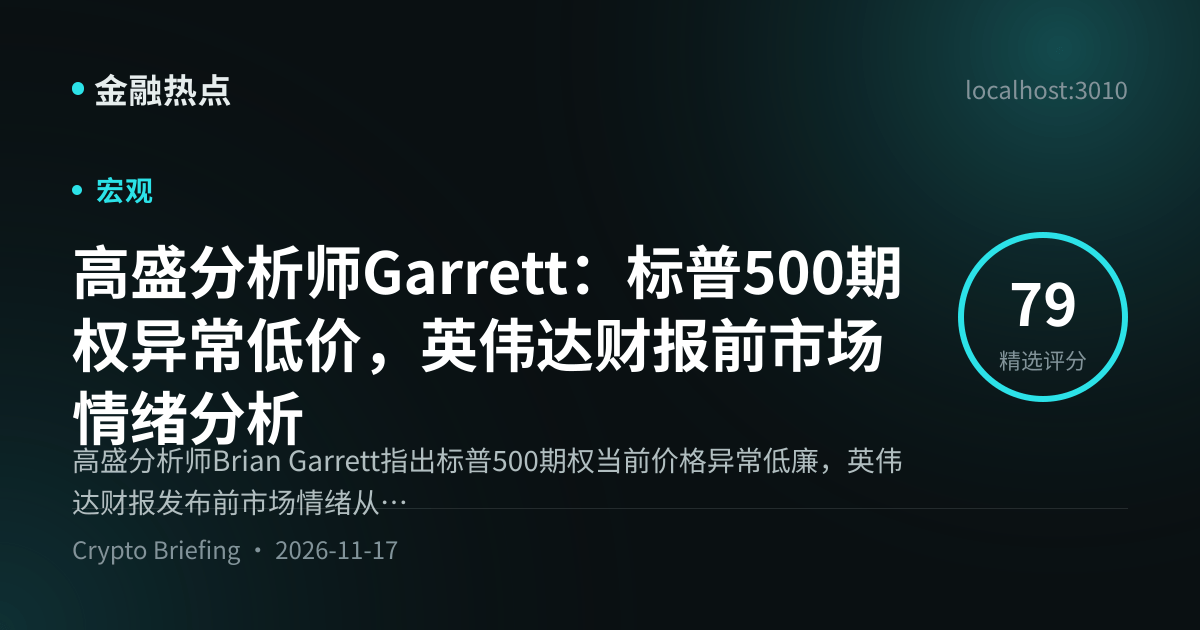 金融热点
localhost:3010
宏观
高盛分析师Garrett：标普500期
权异常低价，英伟达财报前市场
情绪分析
79
精选评分
高盛分析师Brian Garrett指出标普500期权当前价格异常低廉，英伟
达财报发布前市场情绪从…
Crypto Briefing · 2026-11-17